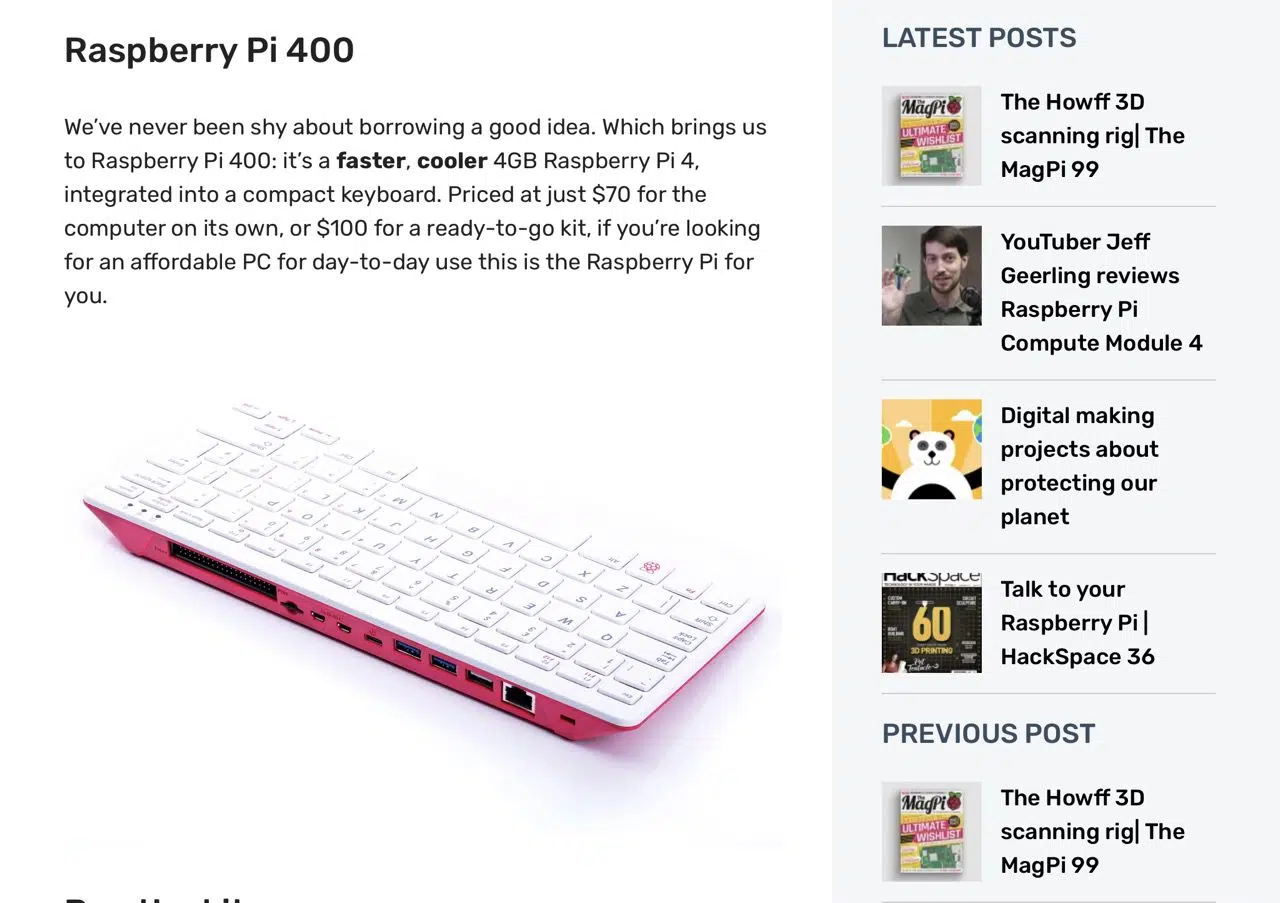 Raspberry Pi 400
We’ve never been shy about borrowing a good idea. Which brings us
to Raspberry Pi 400: it’s a faster, cooler 4GB Raspberry Pi 4,
integrated into a compact keyboard. Priced at just $70 for the
computer on its own, or $100 for a ready-to-go kit, if you’re looking
for an affordable PC for day-to-day use this is the Raspberry Pi for
you.
LATEST POSTS
The MagPi
ULTIMATE
WISHLIST
The Howff 3D
scanning rig| The
MagPi 99
YouTuber Jeff
Geerling reviews
Raspberry Pi
Compute Module 4
Digital making
projects about
protecting our
planet
HackSpace
60
3D PRINTING
Talk to your
Raspberry Pi |
HackSpace 36
PREVIOUS POST
The MagPi
ULTIMATE
WISHLIST
The Howff 3D
scanning rig| The
MagPi 99